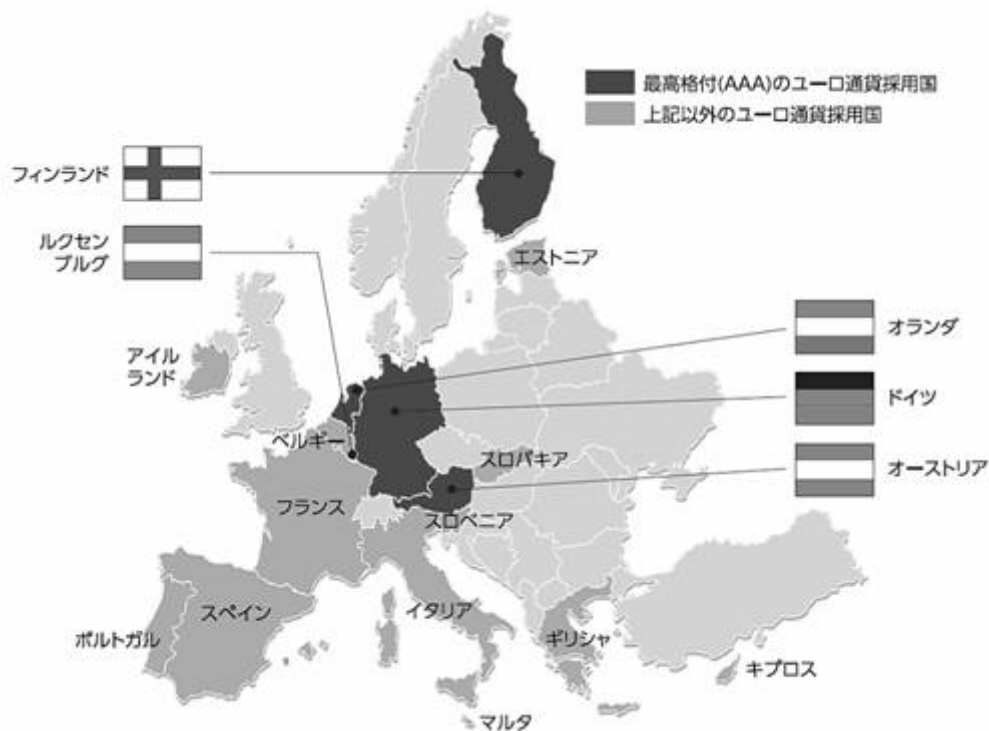 最高格付(AAA)のユーロ通貨採用国
上記以外のユーロ通貨採用国
フィンランド
ルクセン
ブルグ
エストニア
オランダ
アイル
ランド
ドイツ
ベルギー
スロバキア
オーストリア
フランス
スロベニア
スペイン
イタリア
ポルトガル
ギリシャ
キプロス
マルタ